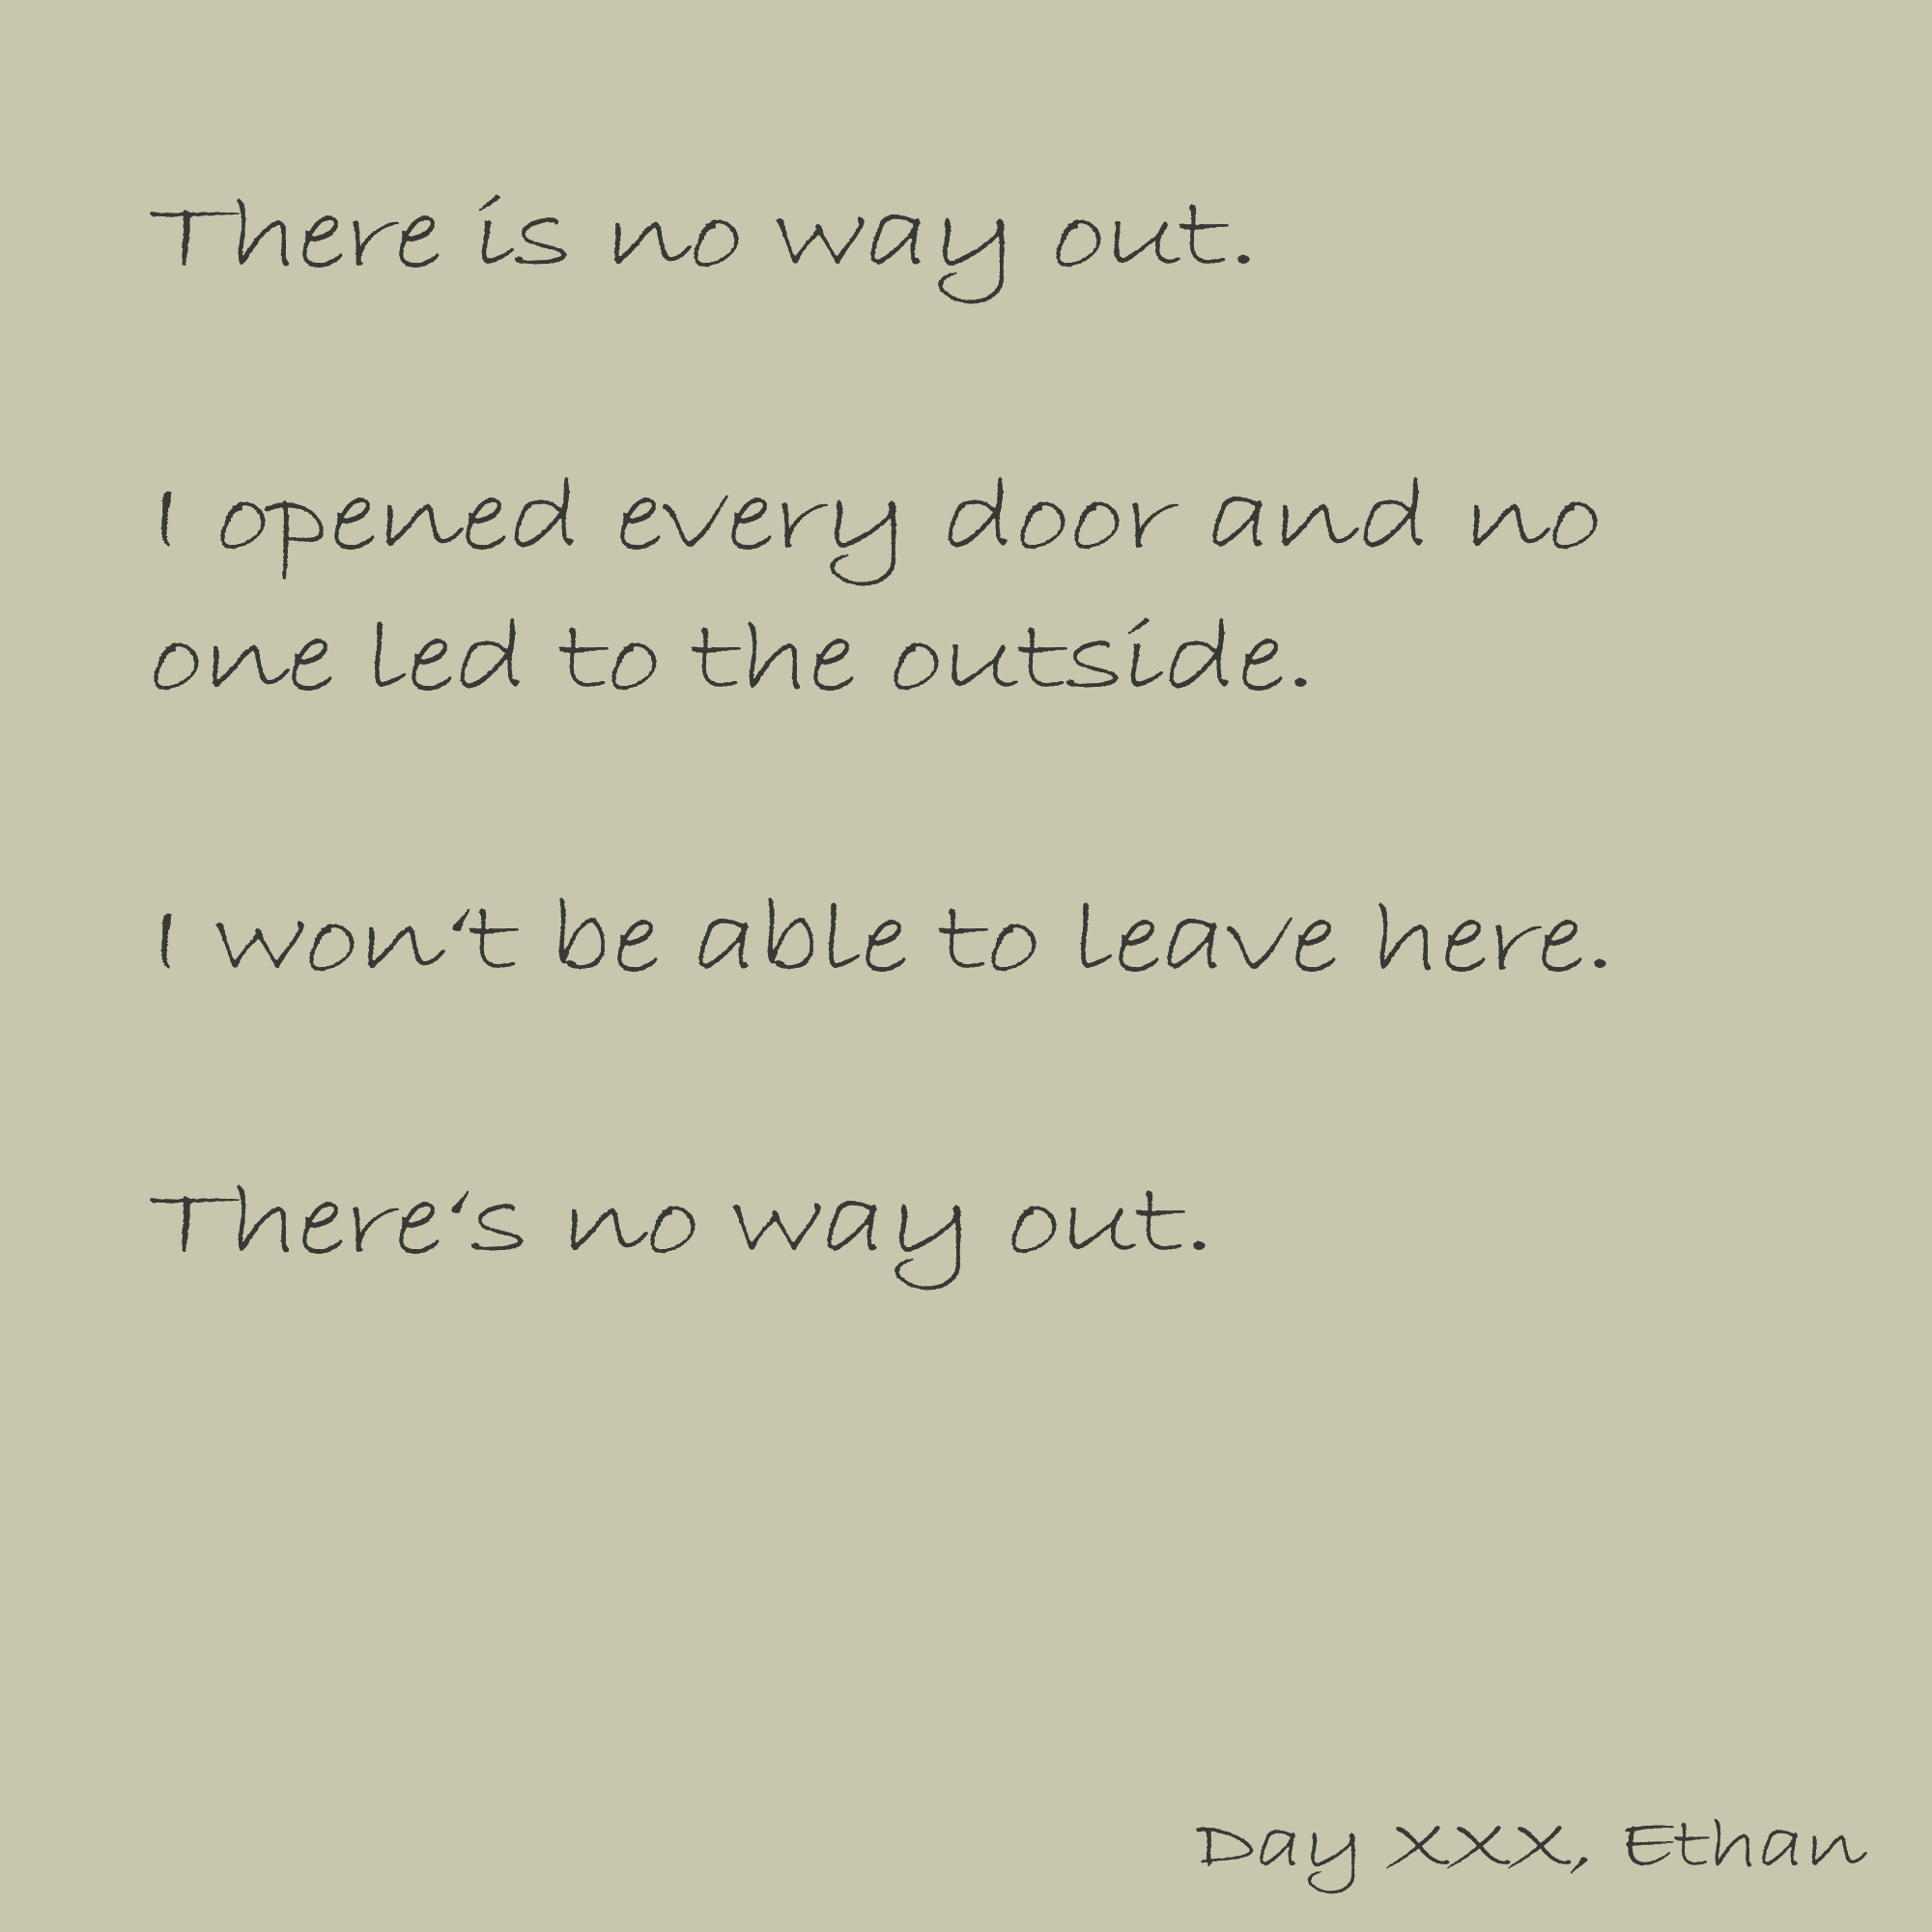 There is no way out.
I opened every door and no
one led to the outside.
I won‘t be able to leave here.
There‘s no way out.
Day XXX, Ethan